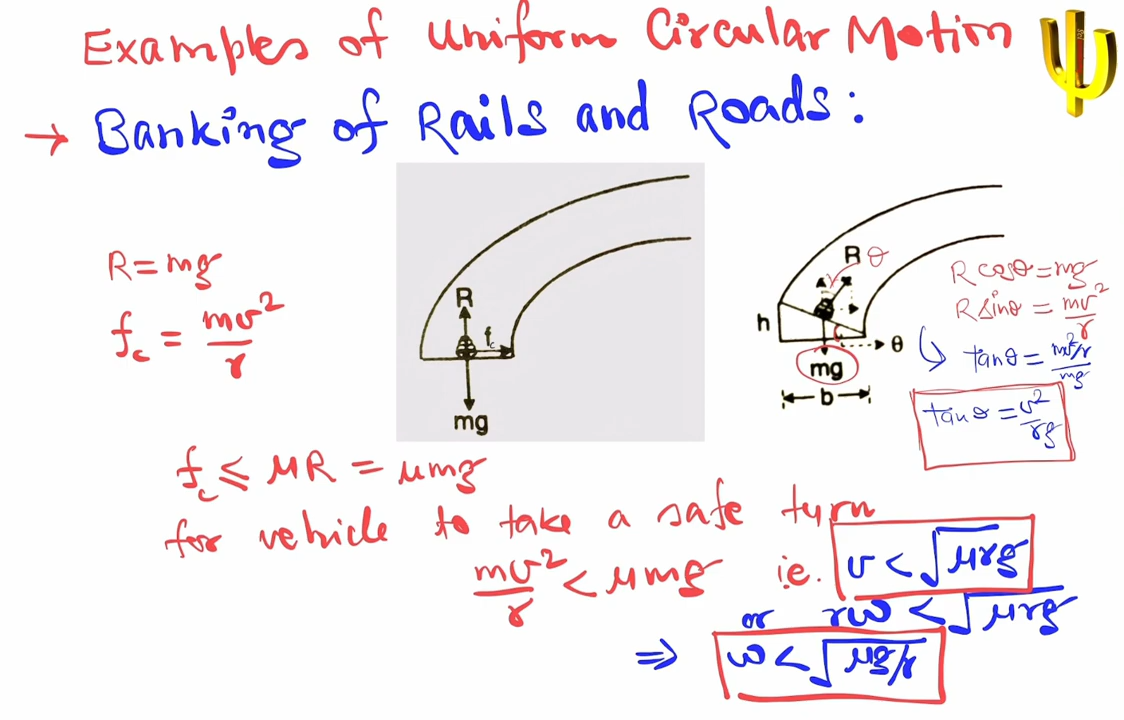 Examples of Uniform Circular Motion
→ Banking of Rails and Roads:
R = mg
f_c = mv²/r
R
f_c
mg
R θ
h
θ
mg
b
R cosθ = mg
R sinθ = mv²/r
tanθ = mv²/r / mg
tanθ = v²/rg
f_c ≤ μR = μmg
for vehicle to take a safe turn
mv²/r < μmg i.e. v < √μrg
or rω < √μrg
⇒ ω < √μg/r